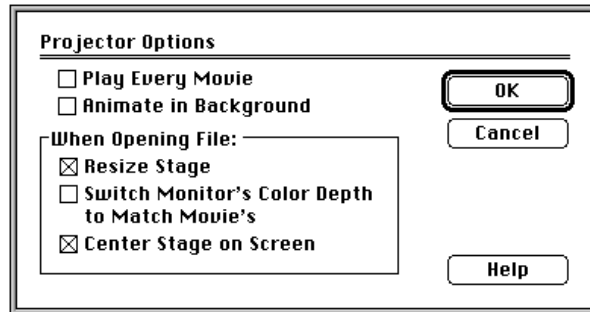 Projector Options
Play Every Movie
Animate in Background
OK
Cancel
When Opening File:
Resize Stage
Switch Monitor's Color Depth
to Match Movie's
Center Stage on Screen
Help